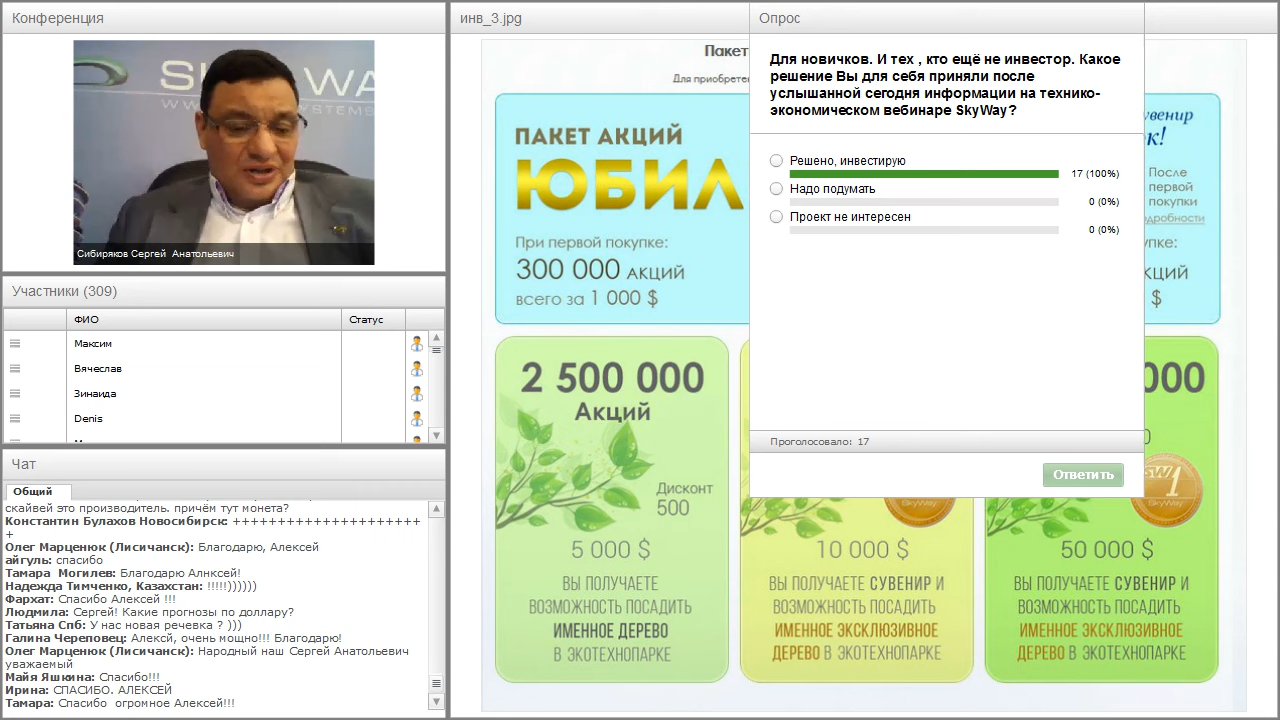 Конференция
SKYWA
WWW. SYSTEMS
Сибиряков Сергей Анатольевич
Участники (309)
ФИО
Статус
Максим
Вячеслав
Зинаида
Denis
Чат
Общий
скайвей это производитель. причём тут монета?
Константин Булахов Новосибирск: +++++++++++++++++++++
+
Олег Марценюк (Лисичанск): Благодарю, Алексей
айгуль: спасибо
Тамара Могилев: Благодарю Алнксей!
Надежда Тимченко, Казахстан: !!!!!))))))
Фархат: Спасибо Алексей !!!
Людмила: Сергей! Какие прогнозы по доллару?
Татьяна Спб: У нас новая речевка ? )))
Галина Череповец: Алексй, очень мощно!!! Благодарю!
Олег Марценюк (Лисичанск): Народный наш Сергей Анатольевич
уважаемый
Майя Яшкина: Спасибо!!!
Ирина: СПАСИБО. АЛЕКСЕЙ
Тамара: Спасибо огромное Алексей!!!
инв_3.jpg
Пакет
Для приобретe
ПАКЕТ АКЦИЙ
ЮБИЛ
При первой покупке:
300 000 АКЦИЙ
всего за 1 000 $
Опрос
Для новичков. И тех , кто ещё не инвестор. Какое
решение Вы для себя приняли после
услышанной сегодня информации на технико-
экономическом вебинаре SkyWay?
Решено, инвестирую
17 (100%)
Надо подумать
0 (0%)
Проект не интересен
0 (0%)
Проголосовало: 17
Ответить
увенир
к!
После
первой
покупки
одробности
упке:
КЦИЙ
$
2 500 000
Акций
Дисконт
500
5 000 $
ВЫ ПОЛУЧАЕТЕ
ВОЗМОЖНОСТЬ ПОСАДИТЬ
ИМЕННОЕ ДЕРЕВО
В ЭКОТЕХНОПАРКЕ
10 000 $
ВЫ ПОЛУЧАЕТЕ СУВЕНИР И
ВОЗМОЖНОСТЬ ПОСАДИТЬ
ИМЕННОЕ ЭКСКЛЮЗИВНОЕ
ДЕРЕВО В ЭКОТЕХНОПАРКЕ
000
0
SW 1
SkyWay
50 000 $
ВЫ ПОЛУЧАЕТЕ СУВЕНИР И
ВОЗМОЖНОСТЬ ПОСАДИТЬ
ИМЕННОЕ ЭКСКЛЮЗИВНОЕ
ДЕРЕВО В ЭКОТЕХНОПАРКЕ